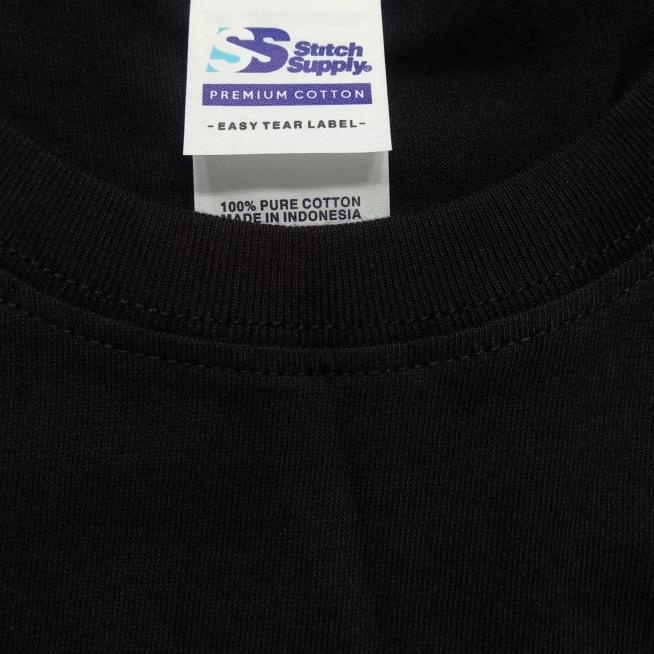 SS Stitch
Supply®
PREMIUM COTTON
-EASY TEAR LABEL-
100% PURE COTTON
MADE IN INDONESIA